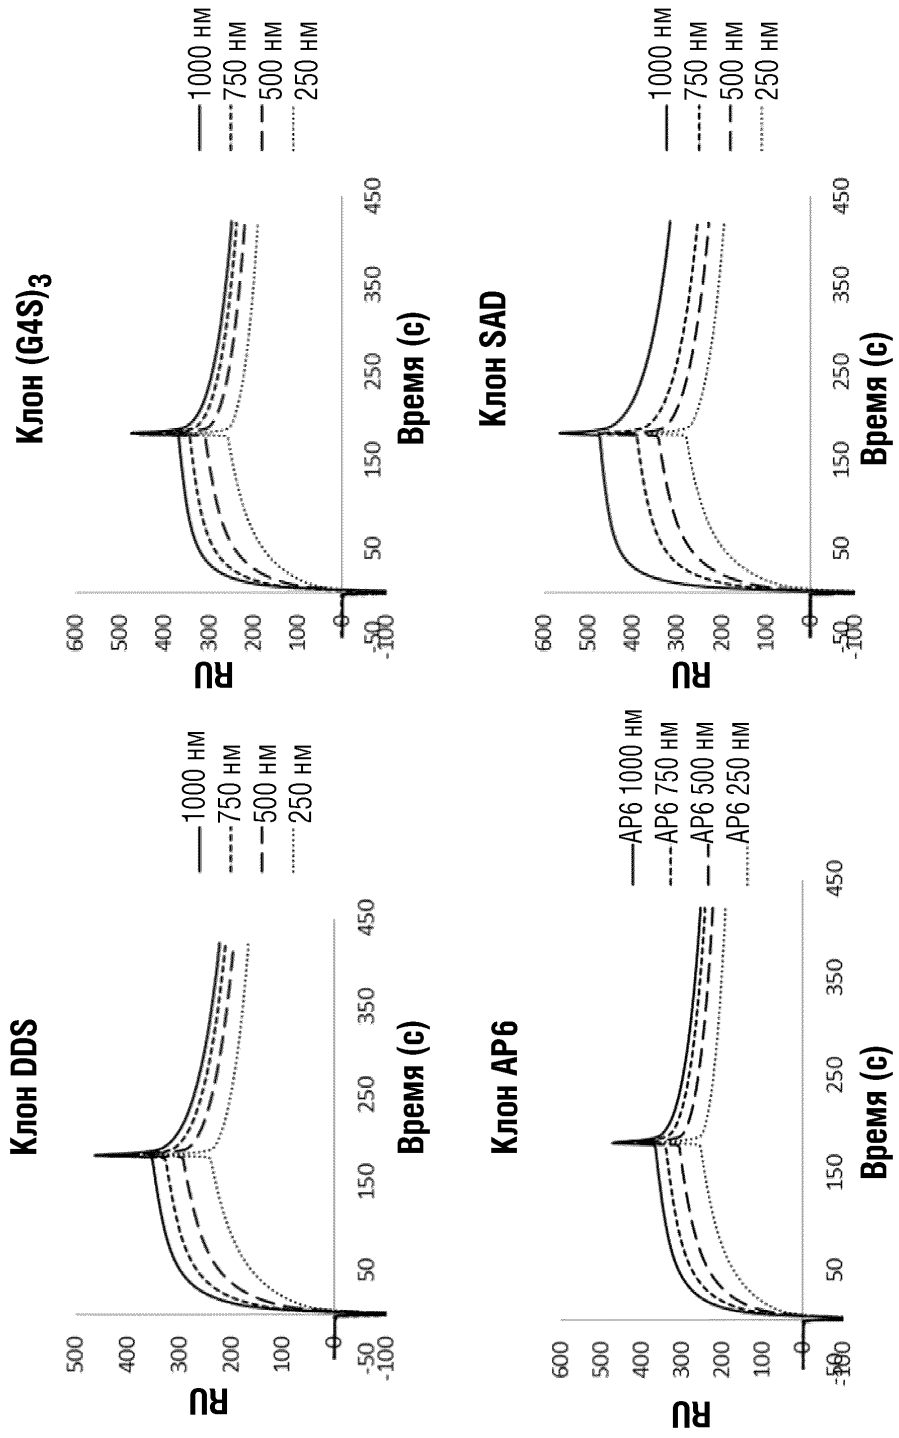 Клон DDS
RU
500
400
300
200
100
0
-100
-50
50
150
250
350
450
Время (с)
1000 нм
750 нм
500 нм
250 нм
Клон (G4S)3
RU
600
500
400
300
200
100
0
-100
-50
50
150
250
350
450
Время (с)
1000 нм
750 нм
500 нм
250 нм
Клон AP6
RU
600
500
400
300
200
100
0
-100
-50
50
150
250
350
450
Время (с)
AP6 1000 нм
AP6 750 нм
AP6 500 нм
AP6 250 нм
Клон SAD
RU
600
500
400
300
200
100
0
-100
-50
50
150
250
350
450
Время (с)
1000 нм
750 нм
500 нм
250 нм